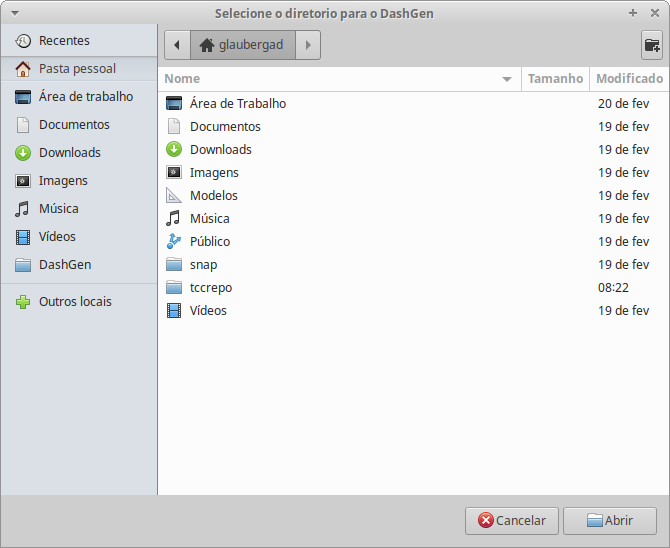 Selecione o diretorio para o DashGen
Recentes
Pasta pessoal
Área de trabalho
Documentos
Downloads
Imagens
Música
Vídeos
DashGen
Outros locais
glaubergad
Nome Tamanho Modificado
Área de Trabalho 20 de fev
Documentos 19 de fev
Downloads 19 de fev
Imagens 19 de fev
Modelos 19 de fev
Música 19 de fev
Público 19 de fev
snap 19 de fev
tccrepo 08:22
Vídeos 19 de fev
Cancelar Abrir